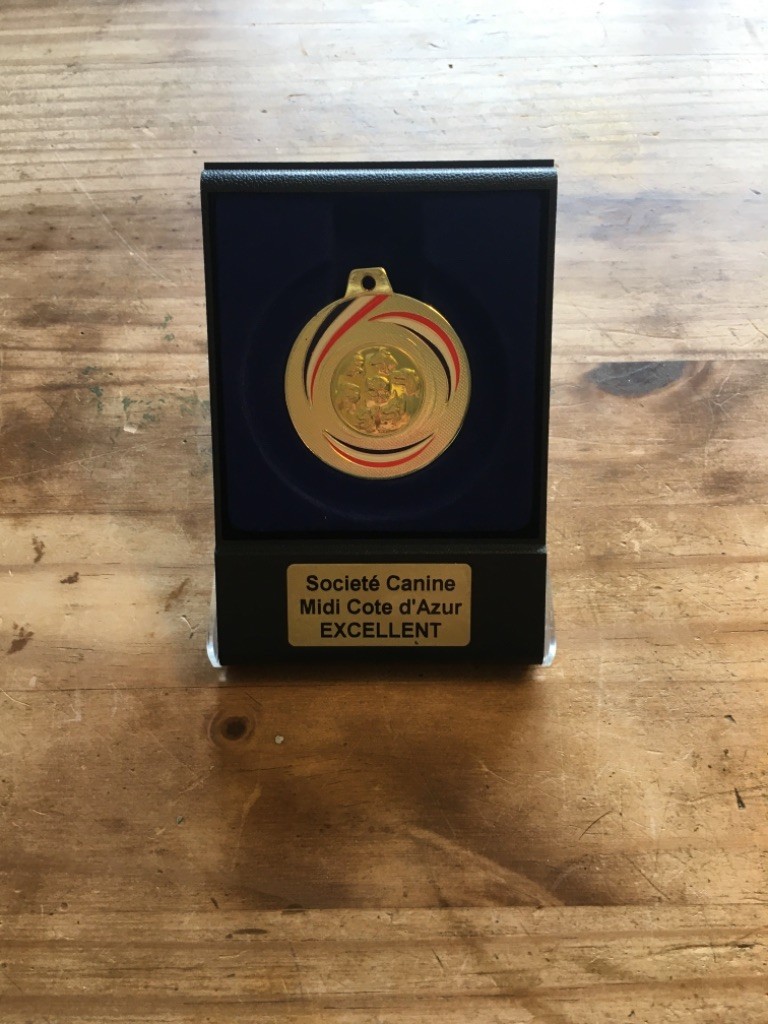 Societé Canine
Midi Cote d'Azur
EXCELLENT